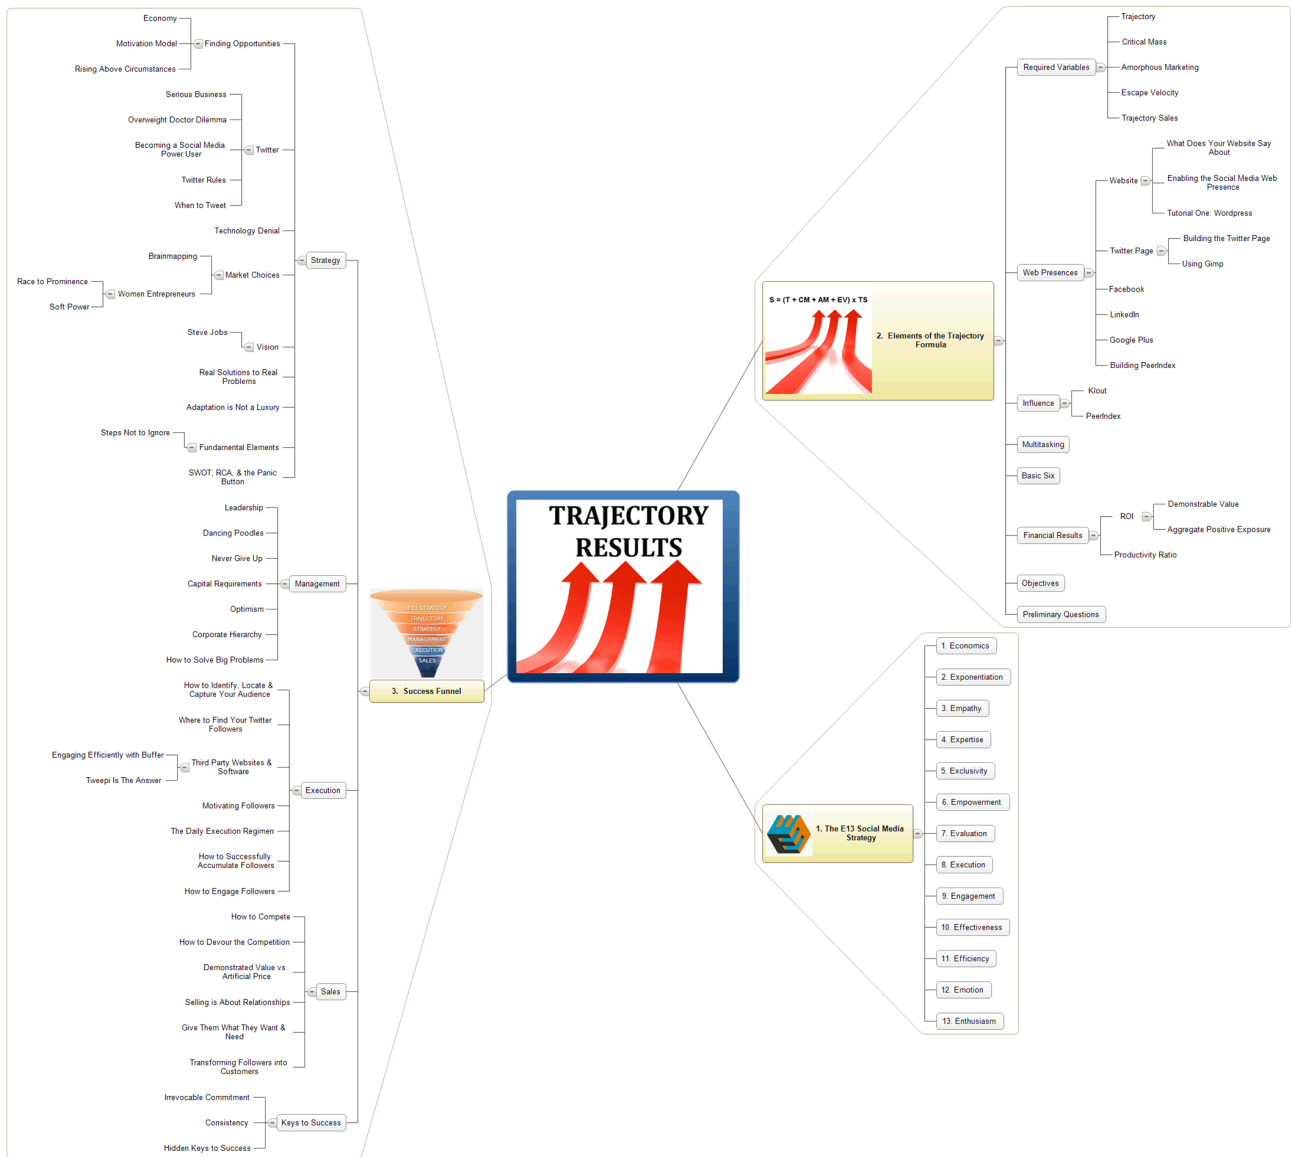 Economy
Motivation Model
Finding Opportunities
Rising Above Circumstances
Serious Business
Overweight Doctor Dilemma
Becoming a Social Media
Power User
Twitter
Twitter Rules
When to Tweet
Technology Denial
Strategy
Brainmapping
Market Choices
Race to Prominence
Women Entrepreneurs
Soft Power
Steve Jobs
Vision
Real Solutions to Real
Problems
Adaptation is Not a Luxury
Steps Not to Ignore
Fundamental Elements
SWOT, RCA, & the Panic
Button
Leadership
Dancing Poodles
Never Give Up
Capital Requirements
Management
Optimism
Corporate Hierarchy
How to Solve Big Problems
How to Identify, Locate &
Capture Your Audience
Where to Find Your Twitter
Followers
Engaging Efficiently with Buffer
Third Party Websites &
Software
Tweepi Is The Answer
Execution
Motivating Followers
The Daily Execution Regimen
How to Successfully
Accumulate Followers
How to Engage Followers
How to Compete
How to Devour the Competition
Demonstrated Value vs.
Artificial Price
Sales
Selling is About Relationships
Give Them What They Want &
Need
Transforming Followers into
Customers
Irrevocable Commitment
Consistency
Keys to Success
Hidden Keys to Success
E13 STRATEGY
TRAJECTORY
STRATEGY
MANAGEMENT
EXECUTION
SALES
3. Success Funnel
TRAJECTORY
RESULTS
S = (T + CM + AM + EV) x TS
2. Elements of the Trajectory
Formula
Trajectory
Critical Mass
Required Variables
Amorphous Marketing
Escape Velocity
Trajectory Sales
What Does Your Website Say
About
Website
Enabling the Social Media Web
Presence
Tutorial One: Wordpress
Building the Twitter Page
Twitter Page
Using Gimp
Web Presences
Facebook
LinkedIn
Google Plus
Building PeerIndex
Klout
Influence
PeerIndex
Multitasking
Basic Six
Demonstrable Value
ROI
Aggregate Positive Exposure
Financial Results
Productivity Ratio
Objectives
Preliminary Questions
1. The E13 Social Media
Strategy
1. Economics
2. Exponentiation
3. Empathy
4. Expertise
5. Exclusivity
6. Empowerment
7. Evaluation
8. Execution
9. Engagement
10. Effectiveness
11. Efficiency
12. Emotion
13. Enthusiasm